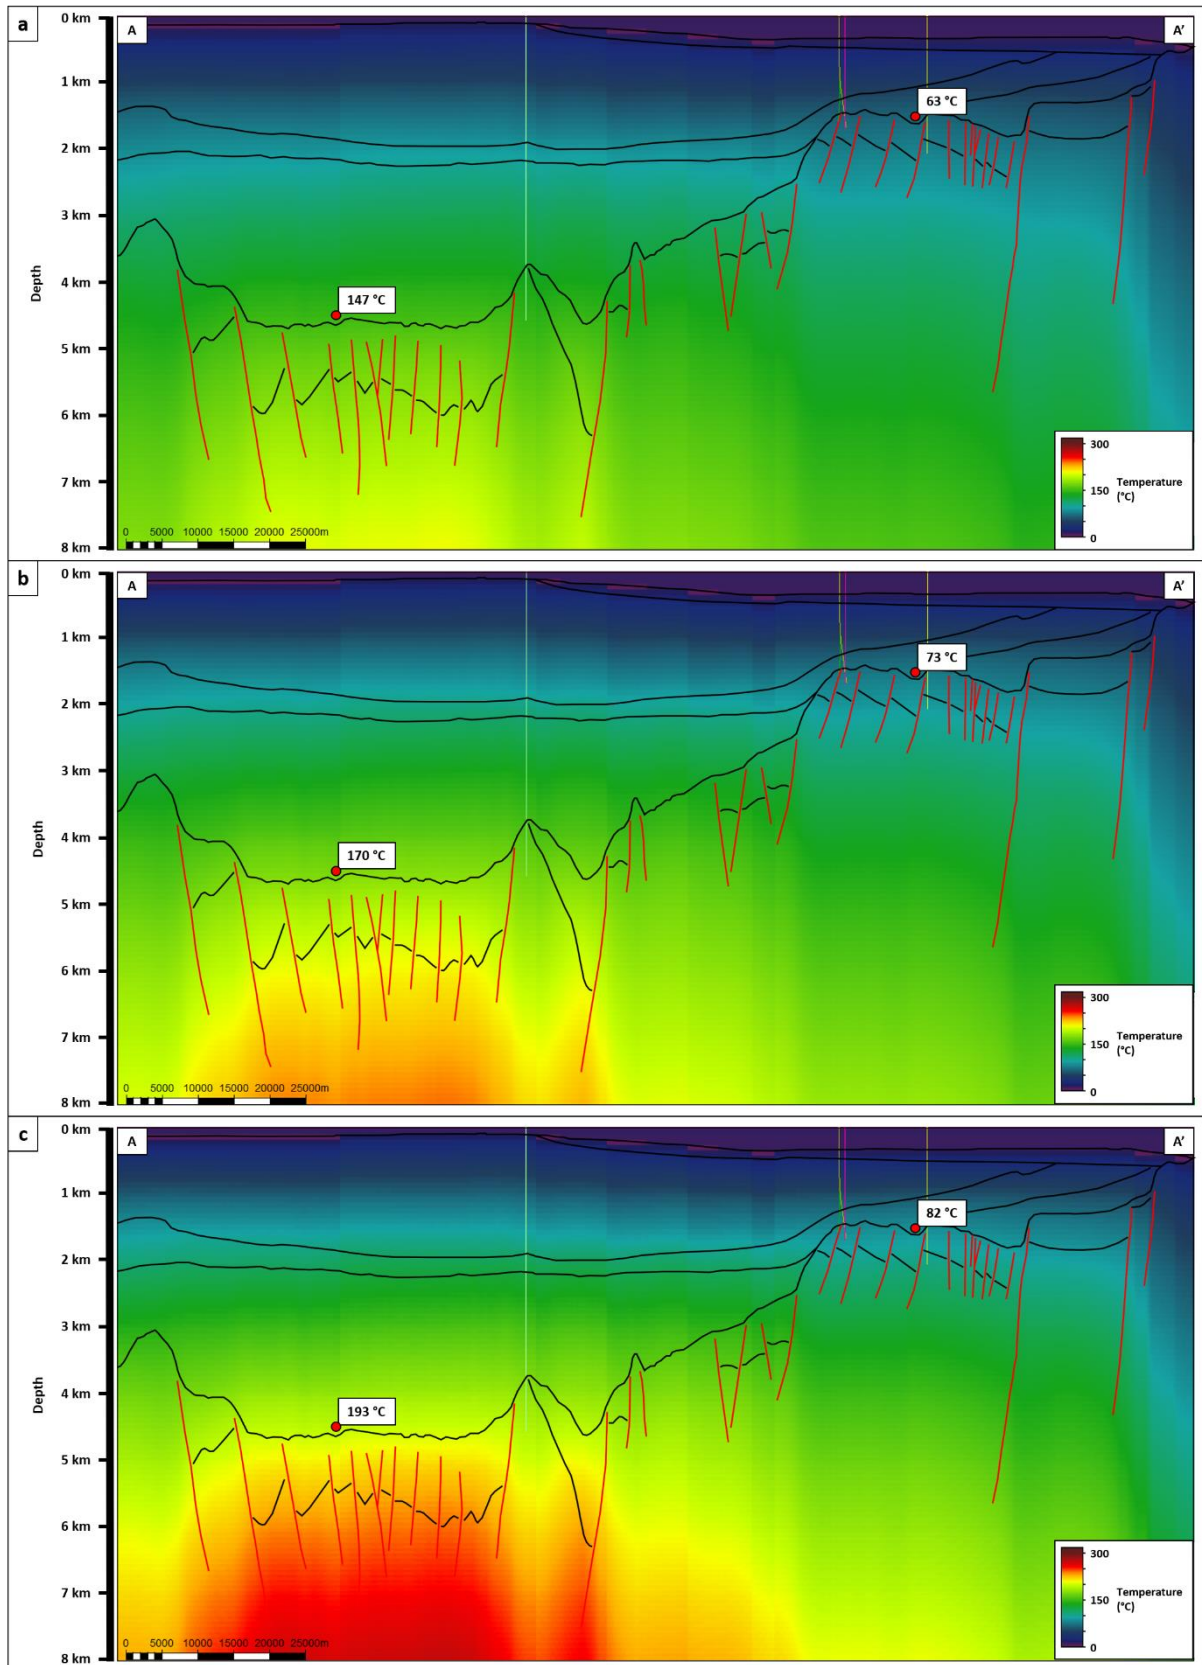 a
A
A’
0 km
1 km
2 km
3 km
4 km
5 km
6 km
7 km
8 km
Depth
63 °C
147 °C
0 5000 10000 15000 20000 25000m
300
150
0
Temperature
(°C)
b
A
A’
0 km
1 km
2 km
3 km
4 km
5 km
6 km
7 km
8 km
Depth
73 °C
170 °C
0 5000 10000 15000 20000 25000m
300
150
0
Temperature
(°C)
c
A
A’
0 km
1 km
2 km
3 km
4 km
5 km
6 km
7 km
8 km
Depth
82 °C
193 °C
0 5000 10000 15000 20000 25000m
300
150
0
Temperature
(°C)